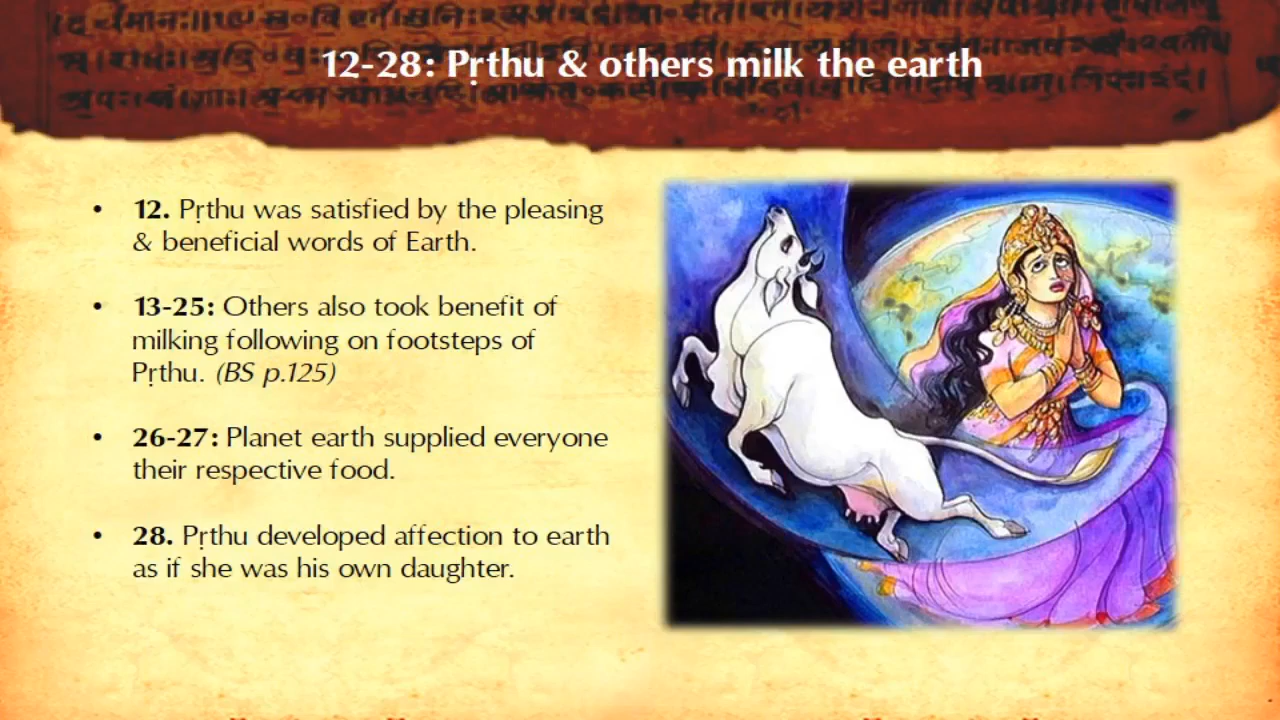 12-28: Pṛthu & others milk the earth
• 12. Pṛthu was satisfied by the pleasing
& beneficial words of Earth.
• 13-25: Others also took benefit of
milking following on footsteps of
Pṛthu. (BS p.125)
• 26-27: Planet earth supplied everyone
their respective food.
• 28. Pṛthu developed affection to earth
as if she was his own daughter.